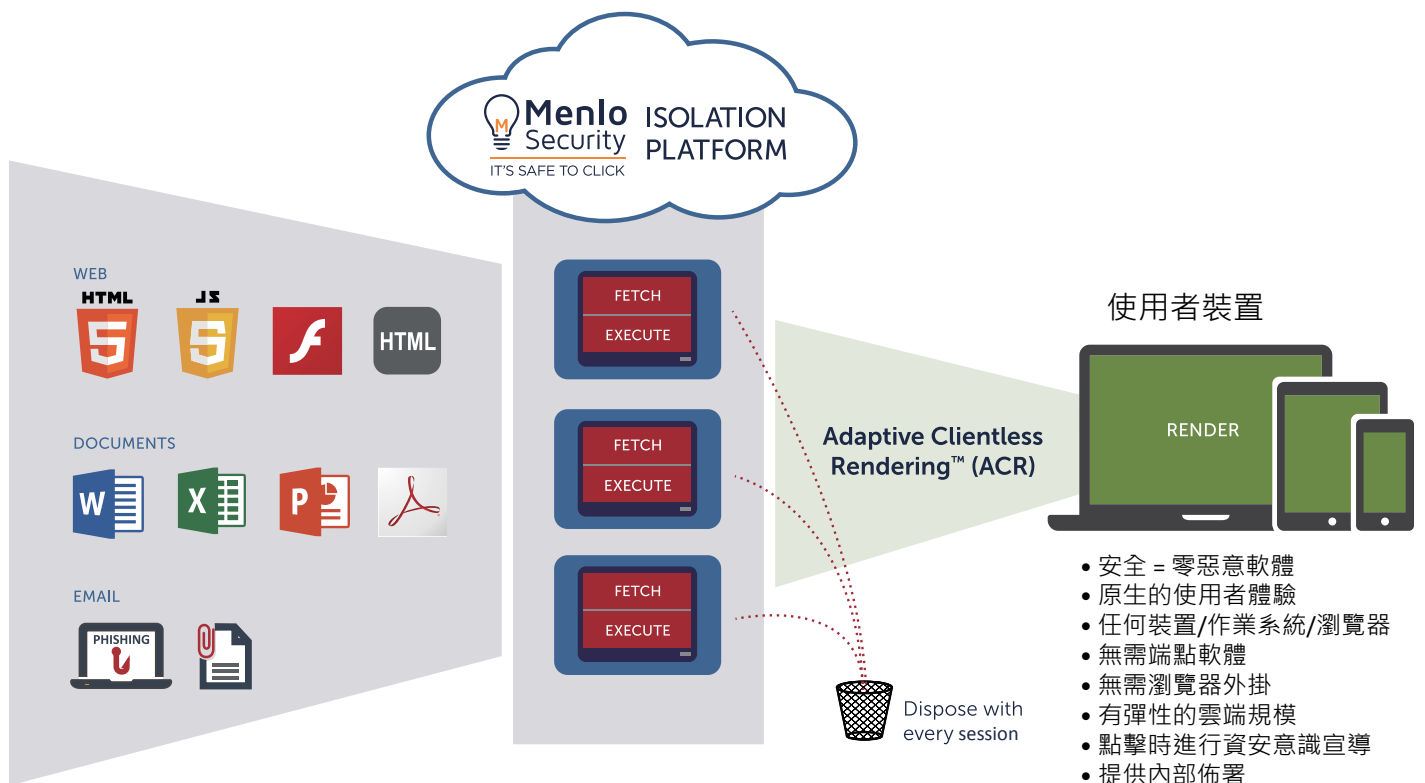 Menlo
Security
IT'S SAFE TO CLICK
ISOLATION
PLATFORM
WEB
HTML
5
JS
5
f
HTML
DOCUMENTS
W
X
P
EMAIL
PHISHING
FETCH
EXECUTE
FETCH
EXECUTE
FETCH
EXECUTE
Adaptive Clientless
Rendering™ (ACR)
Dispose with
every session
使用者裝置
RENDER
• 安全 = 零惡意軟體
• 原生的使用者體驗
• 任何裝置/作業系統/瀏覽器
• 無需端點軟體
• 無需瀏覽器外掛
• 有彈性的雲端規模
• 點擊時進行資安意識宣導
• 提供內部佈署